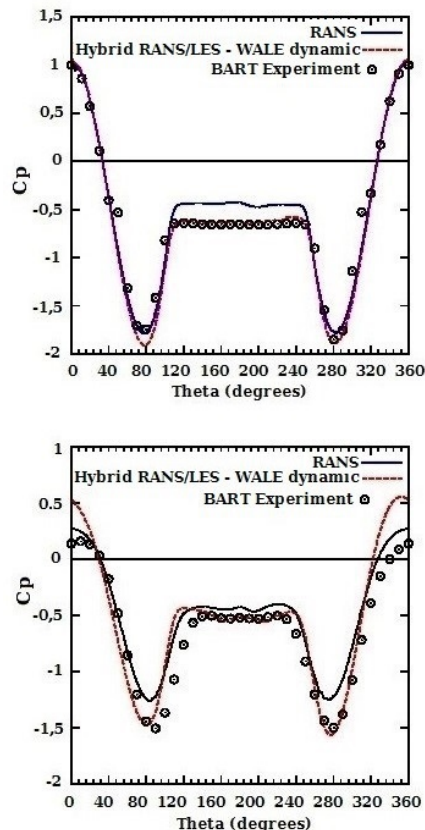 1,5
RANS
Hybrid RANS/LES - WALE dynamic
1
BART Experiment
0,5
0
Cp
-0,5
-1
-1,5
-2
0 40 80 120 160 200 240 280 320 360
Theta (degrees)
1
RANS
Hybrid RANS/LES - WALE dynamic
0,5
BART Experiment
0
Cp
-0,5
-1
-1,5
-2
0 40 80 120 160 200 240 280 320 360
Theta (degrees)